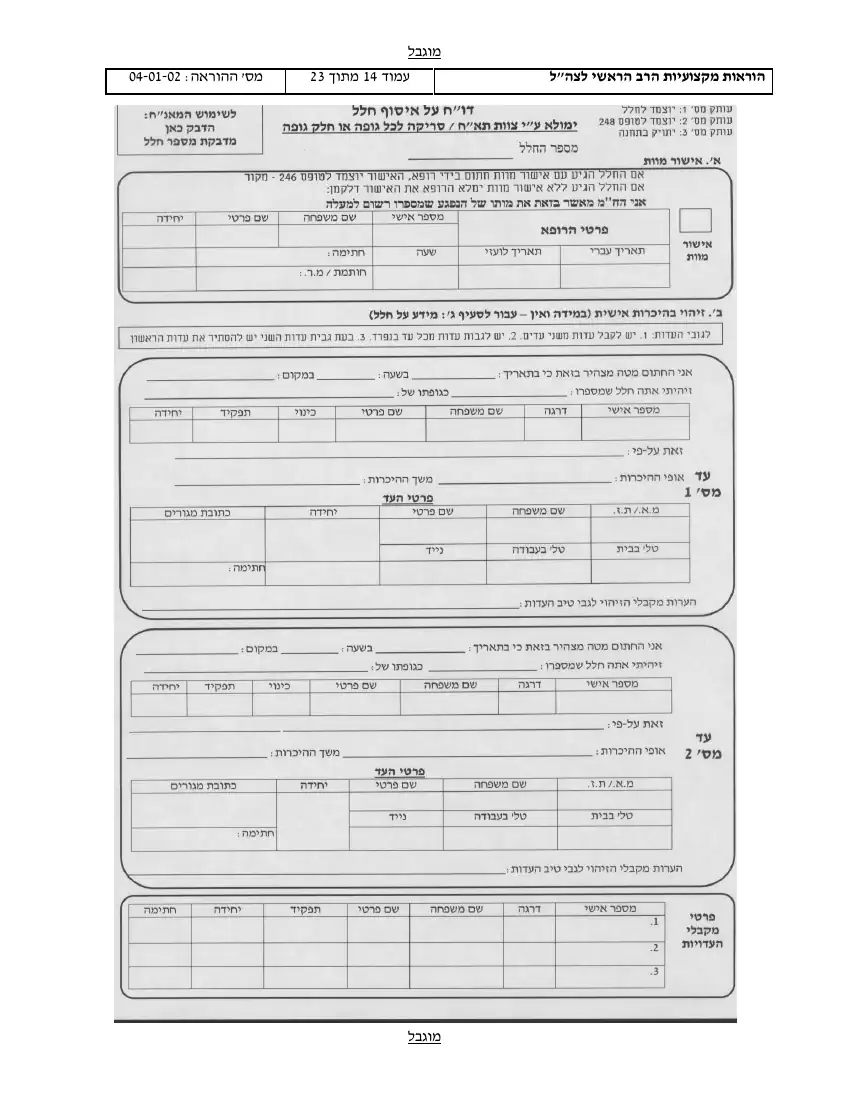 מוגבל
הוראות מקצועיות הרב הראשי לצה"ל עמוד 14 מתוך 23 מס' ההוראה: 04-01-02
עותק מס' 1: יוצמד לחלל
עותק מס' 2: יוצמד לטופס 248
עותק מס' 3: יתויק בתחנה
דו"ח על איסוף חלל
ימולא ע"י צוות תא"ח / סריקה לכל גופה או חלק גופה
מספר החלל
לשימוש המאנ"ח:
הדבק כאן
מדבקת מספר חלל
א'. אישור מוות
אם החלל הגיע עם אישור מוות חתום בידי רופא, האישור יוצמד לטופס 246 - מקור
אם החלל הגיע ללא אישור מוות ימלא הרופא את האישור דלקמן:
אני הח"מ מאשר בזאת את מותו של הנפגע שמספרו רשום למעלה
אישור
מוות
פרטי הרופא מספר אישי שם משפחה שם פרטי יחידה
תאריך עברי תאריך לועזי שעה חתימה:
חותמת / מ.ר.:
ב'. זיהוי בהיכרות אישית (במידה ואין – עבור לסעיף ג': מידע על חלל)
לגובי העדות: 1. יש לקבל עדות משני עדים. 2. יש לגבות עדות מכל עד בנפרד. 3. בעת גבית עדות השני יש להסתיר את עדות הראשון
אני החתום מטה מצהיר בזאת כי בתאריך: בשעה: במקום:
זיהיתי אתה חלל שמספרו: כגופתו של:
מספר אישי דרגה שם משפחה שם פרטי כינוי תפקיד יחידה
זאת על-פי:
עד
מס' 1
אופי ההיכרות: משך ההיכרות:
פרטי העד
מ.א./ ת.ז. שם משפחה שם פרטי יחידה כתובת מגורים
טל' בבית טל' בעבודה נייד
חתימה:
הערות מקבלי הזיהוי לגבי טיב העדות:
אני החתום מטה מצהיר בזאת כי בתאריך: בשעה: במקום:
זיהיתי אתה חלל שמספרו: כגופתו של:
מספר אישי דרגה שם משפחה שם פרטי כינוי תפקיד יחידה
זאת על-פי:
עד
מס' 2
אופי ההיכרות: משך ההיכרות:
פרטי העד
מ.א./ ת.ז. שם משפחה שם פרטי יחידה כתובת מגורים
טל' בבית טל' בעבודה נייד
חתימה:
הערות מקבלי הזיהוי לגבי טיב העדות:
פרטי
מקבלי
העדויות
מספר אישי דרגה שם משפחה שם פרטי תפקיד יחידה חתימה
1.
2.
3.
מוגבל